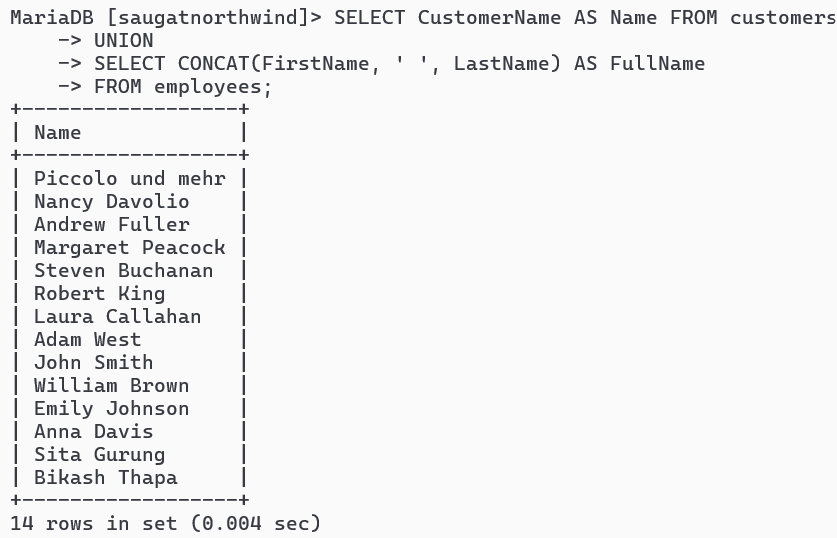 MariaDB [saugatnorthwind]> SELECT CustomerName AS Name FROM customers
    -> UNION
    -> SELECT CONCAT(FirstName, ' ', LastName) AS FullName
    -> FROM employees;
+------------------+
| Name             |
+------------------+
| Piccolo und mehr |
| Nancy Davolio    |
| Andrew Fuller    |
| Margaret Peacock |
| Steven Buchanan  |
| Robert King      |
| Laura Callahan   |
| Adam West        |
| John Smith       |
| William Brown    |
| Emily Johnson    |
| Anna Davis       |
| Sita Gurung      |
| Bikash Thapa     |
+------------------+
14 rows in set (0.004 sec)